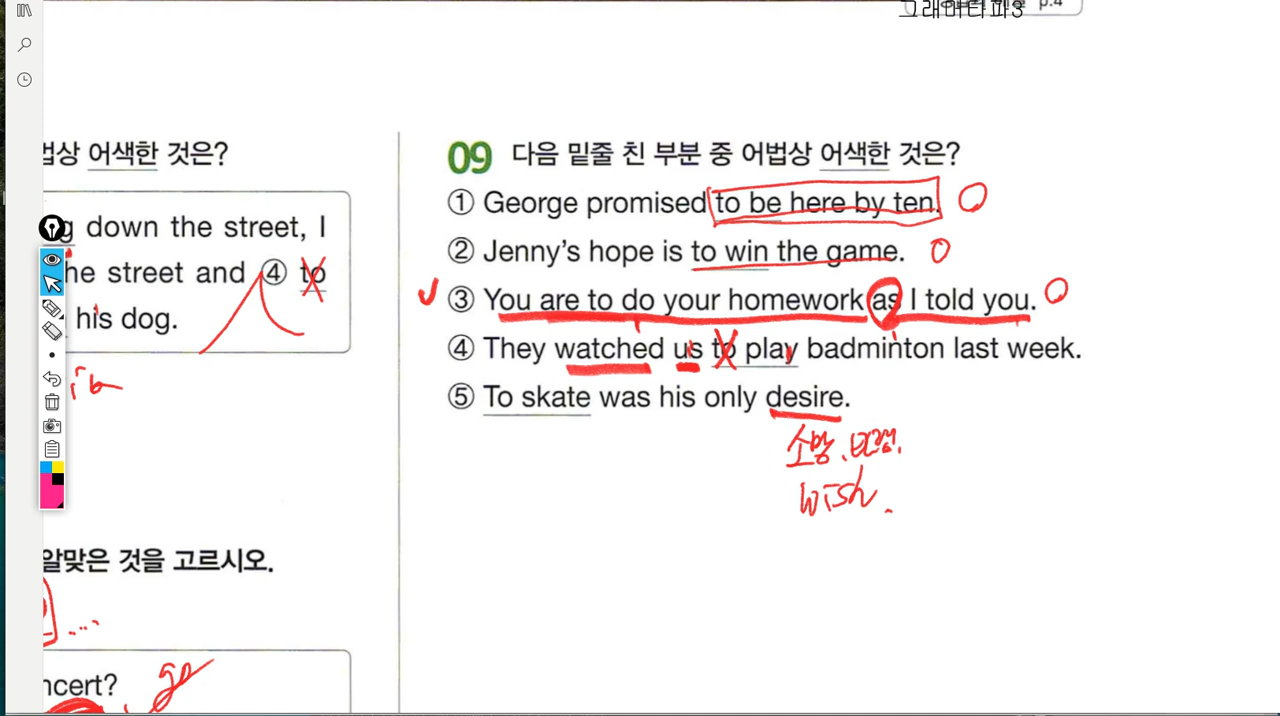 그래머타파3
p.4
법상 어색한 것은?
down the street, I
he street and ④ to
his dog.
알맞은 것을 고르시오.
ncert?
go
09 다음 밑줄 친 부분 중 어법상 어색한 것은?
① George promised to be here by ten.
② Jenny's hope is to win the game.
③ You are to do your homework as I told you.
④ They watched us to play badminton last week.
⑤ To skate was his only desire.
소망.
wish.